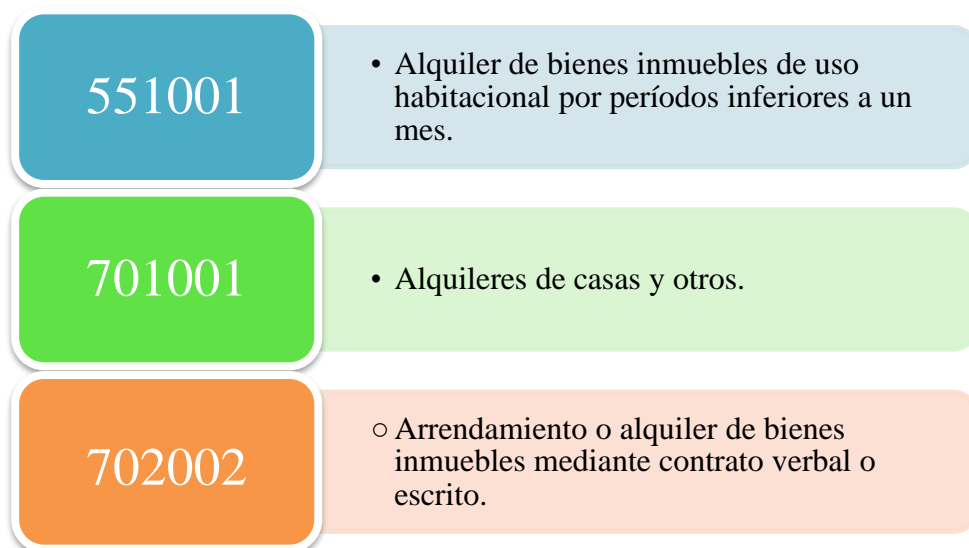 551001
• Alquiler de bienes inmuebles de uso
habitacional por períodos inferiores a un
mes.
701001
• Alquileres de casas y otros.
702002
○ Arrendamiento o alquiler de bienes
inmuebles mediante contrato verbal o
escrito.